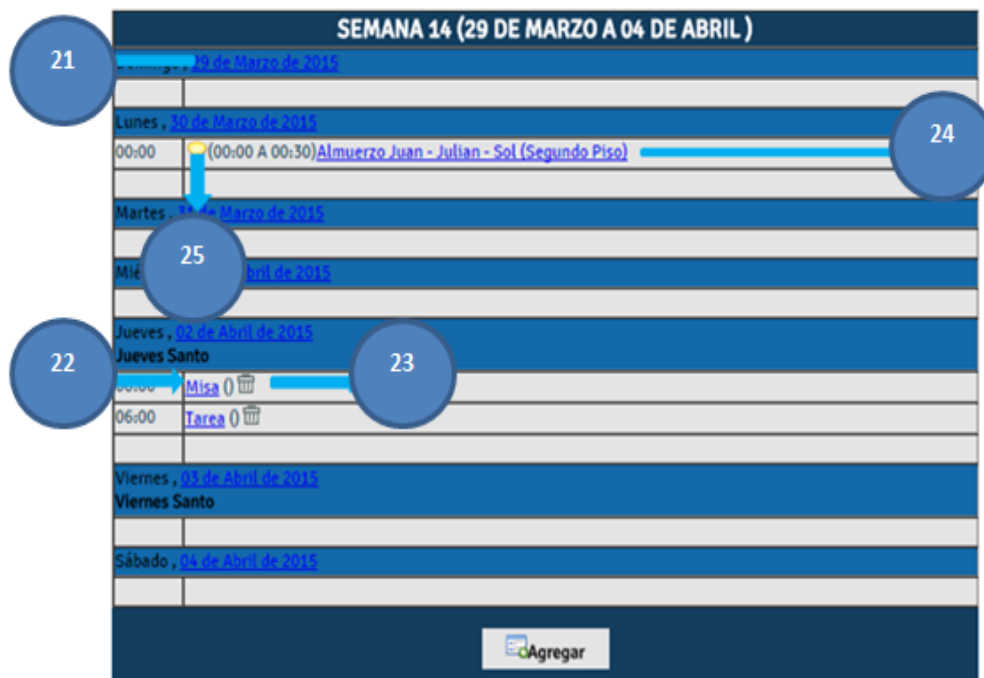 SEMANA 14 (29 DE MARZO A 04 DE ABRIL )
21
29 de Marzo de 2015
Lunes , 30 de Marzo de 2015
24
00:00 (00:00 A 00:30)Almuerzo Juan - Julian - Sol (Segundo Piso)
Martes , 31 de Marzo de 2015
25
bril de 2015
Jueves , 02 de Abril de 2015
Jueves Santo
22
23
Misa ()
06:00 Tarea ()
Viernes , 03 de Abril de 2015
Viernes Santo
Sábado , 04 de Abril de 2015
Agregar